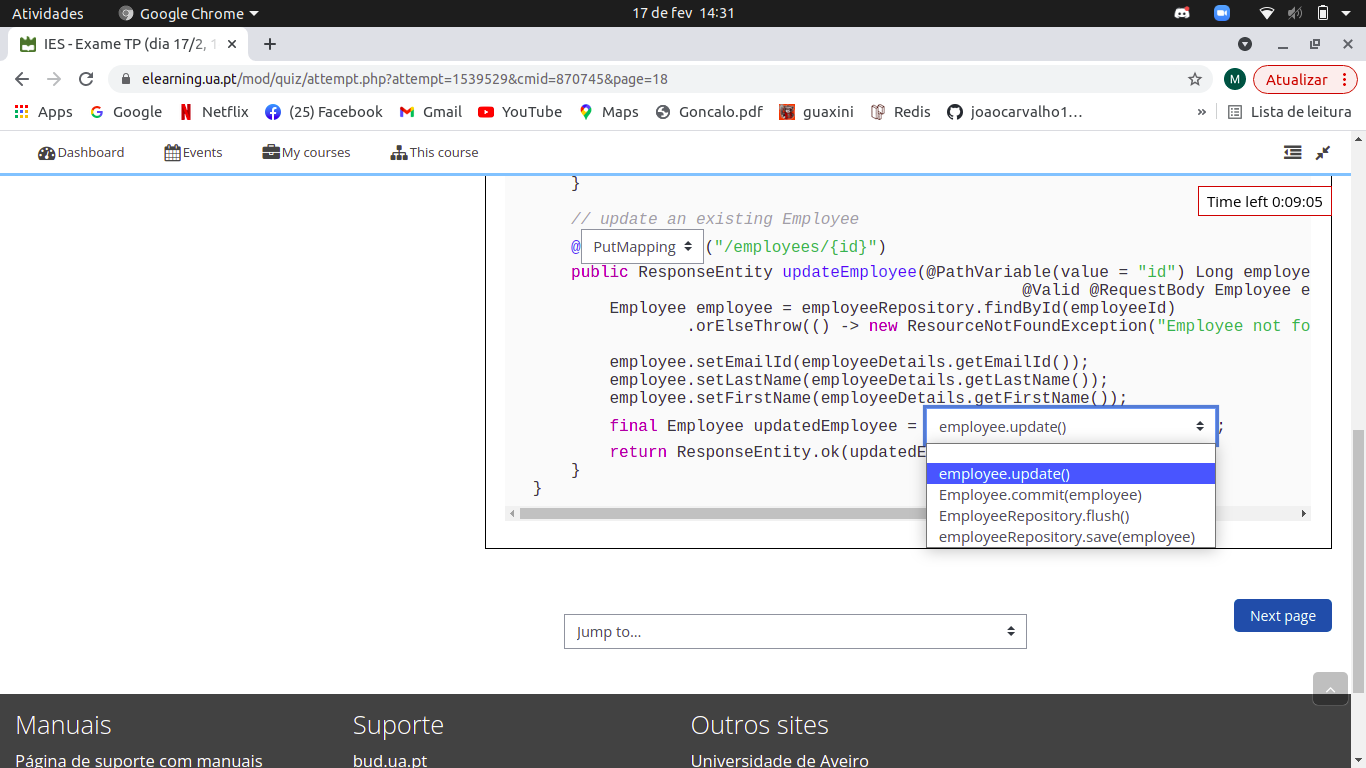 Atividades Google Chrome 17 de fev 14:31
IES - Exame TP (dia 17/2, 1
elearning.ua.pt/mod/quiz/attempt.php?attempt=1539529&cmid=870745&page=18 M Atualizar
Apps Google Netflix (25) Facebook Gmail YouTube Maps Goncalo.pdf guaxini Redis joaocarvalho1… » Lista de leitura
Dashboard Events My courses This course
}
Time left 0:09:05
// update an existing Employee
@ PutMapping ("/employees/{id}")
public ResponseEntity updateEmployee(@PathVariable(value = "id") Long employe
@Valid @RequestBody Employee e
Employee employee = employeeRepository.findById(employeeId)
.orElseThrow(() -> new ResourceNotFoundException("Employee not fo
employee.setEmailId(employeeDetails.getEmailId());
employee.setLastName(employeeDetails.getLastName());
employee.setFirstName(employeeDetails.getFirstName());
final Employee updatedEmployee = employee.update() ;
return ResponseEntity.ok(updatedE
employee.update()
Employee.commit(employee)
EmployeeRepository.flush()
employeeRepository.save(employee)
}
}
Next page
Jump to...
Manuais Suporte Outros sites
Página de suporte com manuais bud.ua.pt Universidade de Aveiro